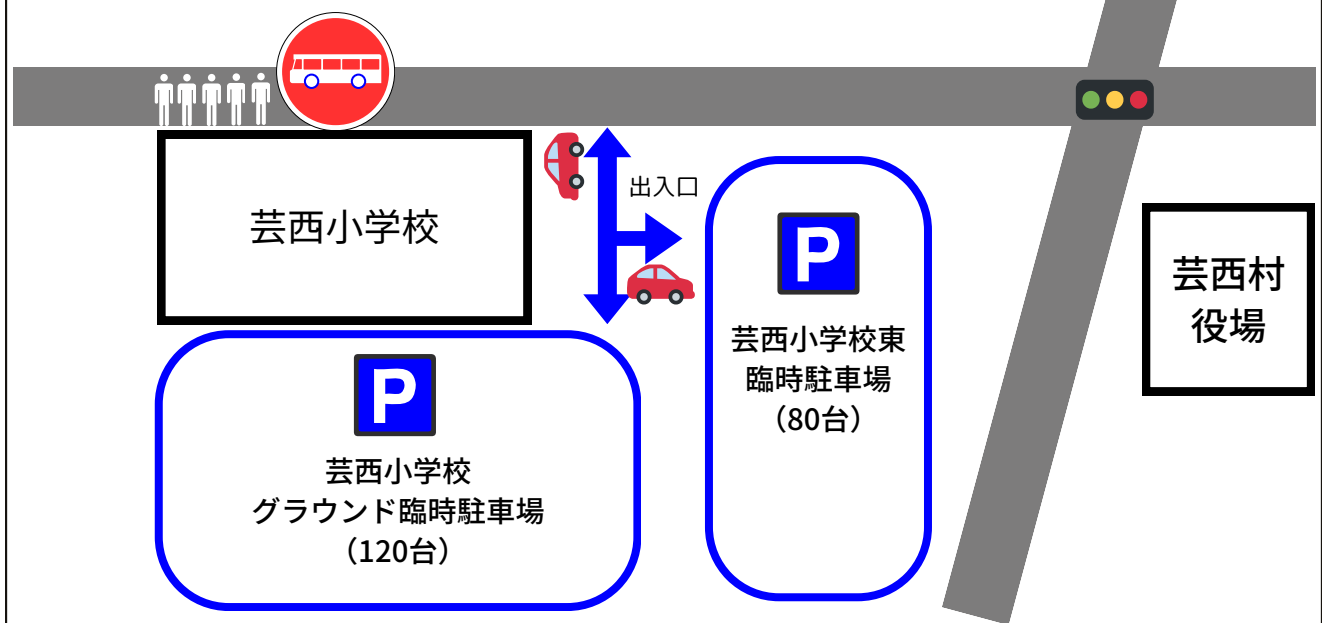 出入口
芸西小学校
P
芸西小学校東
臨時駐車場
（80台）
芸西村
役場
P
芸西小学校
グラウンド臨時駐車場
（120台）